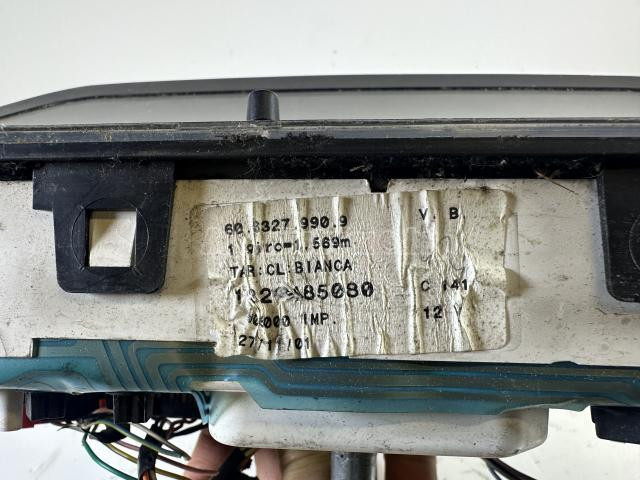 60.8327.990.9 V. B.
1 giro=1.569m
TAR:CL:BIANCA
C 141
IMP. 12 V
27/11/01